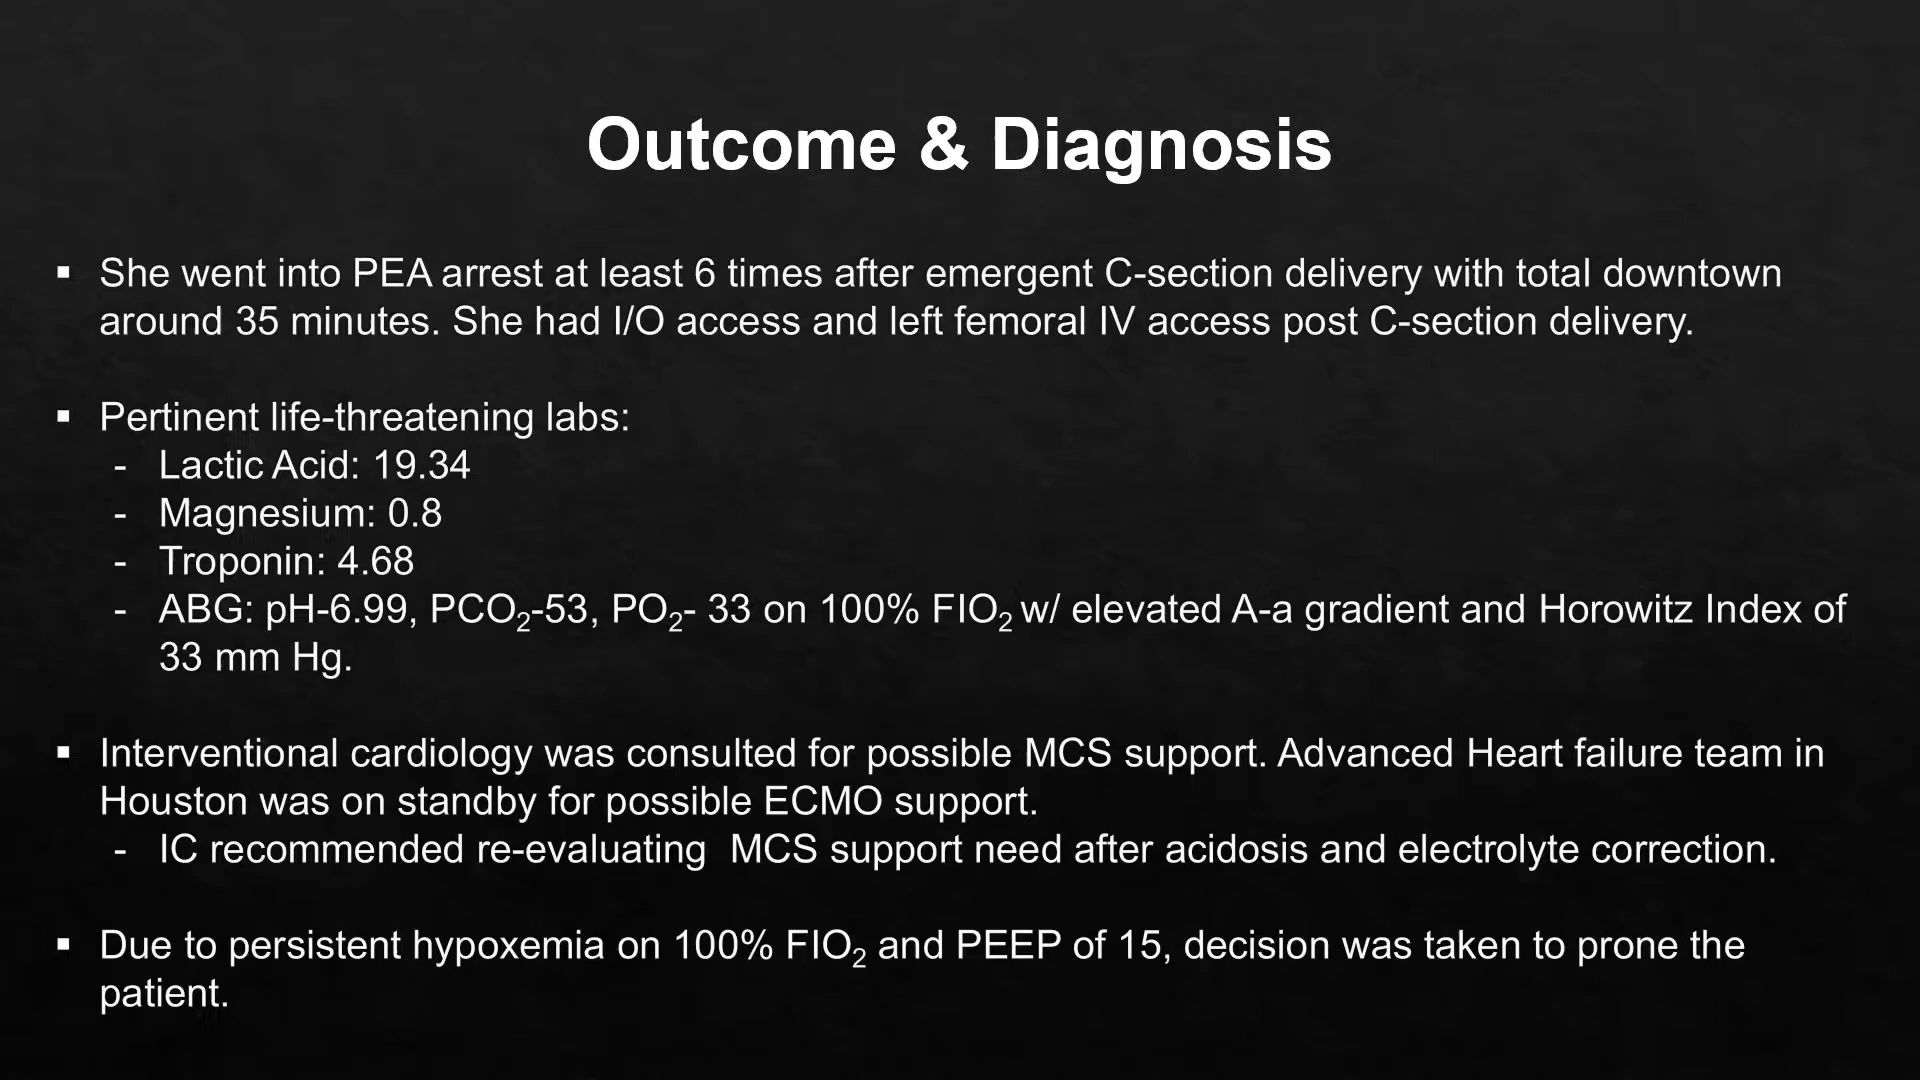 Outcome & Diagnosis
▪ She went into PEA arrest at least 6 times after emergent C-section delivery with total downtown
around 35 minutes. She had I/O access and left femoral IV access post C-section delivery.
▪ Pertinent life-threatening labs:
- Lactic Acid: 19.34
- Magnesium: 0.8
- Troponin: 4.68
- ABG: pH-6.99, PCO₂-53, PO₂- 33 on 100% FIO₂ w/ elevated A-a gradient and Horowitz Index of
33 mm Hg.
▪ Interventional cardiology was consulted for possible MCS support. Advanced Heart failure team in
Houston was on standby for possible ECMO support.
- IC recommended re-evaluating  MCS support need after acidosis and electrolyte correction.
▪ Due to persistent hypoxemia on 100% FIO₂ and PEEP of 15, decision was taken to prone the
patient.